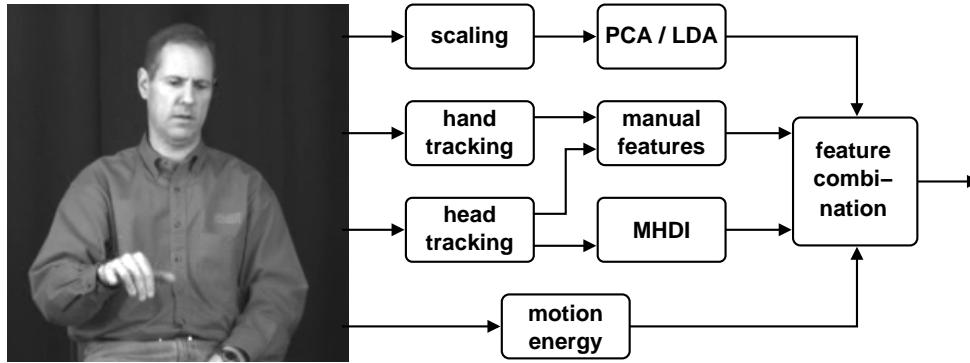 scaling
PCA / LDA
hand
tracking
manual
features
feature
combi–
nation
head
tracking
MHDI
motion
energy